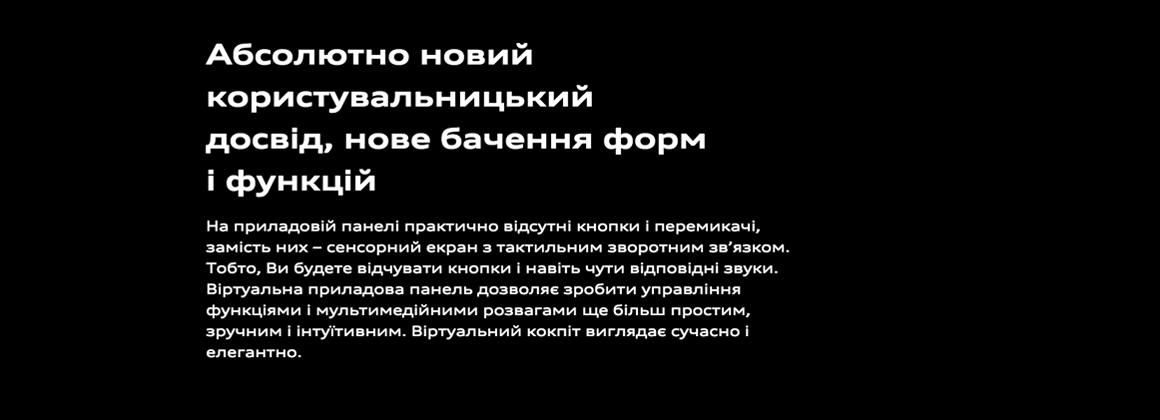 Абсолютно новий
користувальницький
досвід, нове бачення форм
і функцій
На приладовій панелі практично відсутні кнопки і перемикачі,
замість них – сенсорний екран з тактильним зворотним зв’язком.
Тобто, Ви будете відчувати кнопки і навіть чути відповідні звуки.
Віртуальна приладова панель дозволяє зробити управління
функціями і мультимедійними розвагами ще більш простим,
зручним і інтуїтивним. Віртуальний кокпіт виглядає сучасно і
елегантно.